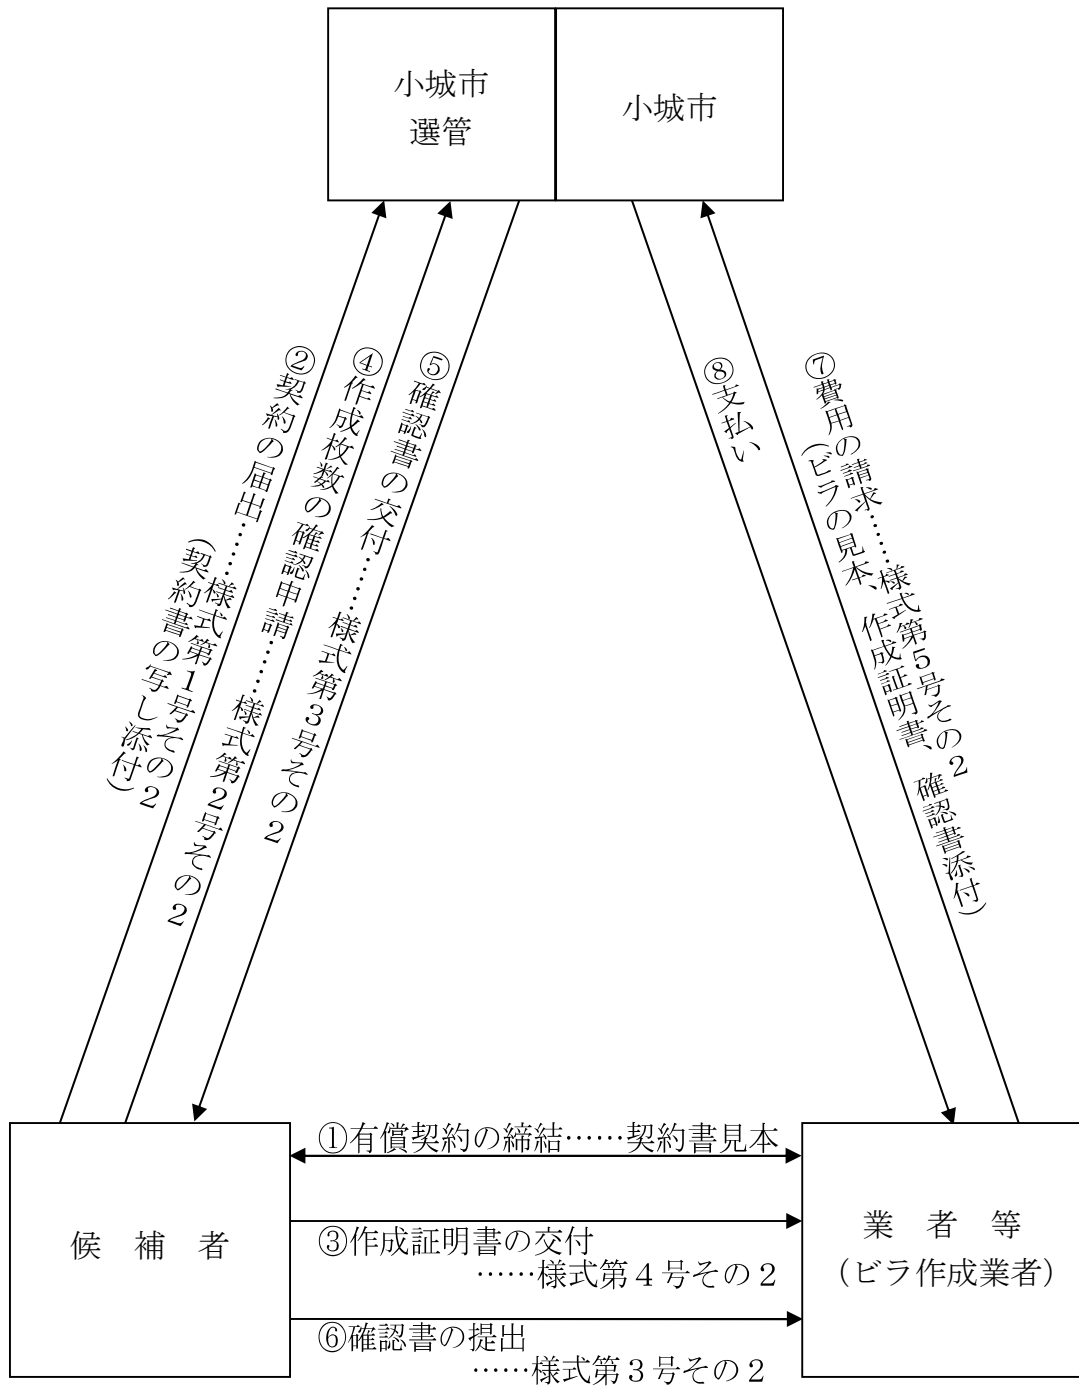 小城市
選管
小城市
②契約の届出……様式第１号その２
（契約書の写し添付）
④作成枚数の確認申請……様式第２号その２
⑤確認書の交付……様式第３号その２
⑧支払い
⑦費用の請求……様式第５号その２
（ビラの見本、作成証明書、確認書添付）
①有償契約の締結……契約書見本
③作成証明書の交付
……様式第４号その２
⑥確認書の提出
……様式第３号その２
候　補　者
業　者　等
（ビラ作成業者）